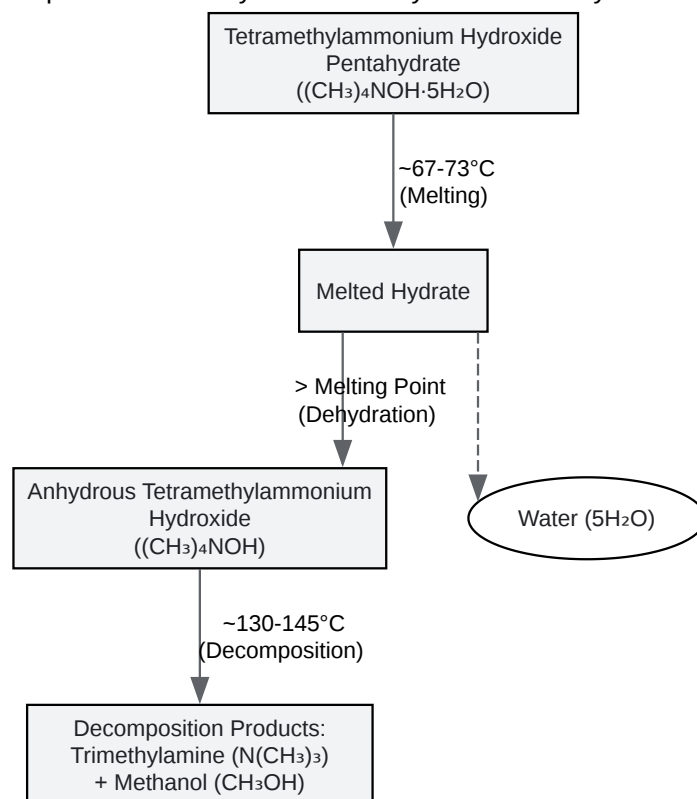 Tetramethylammonium Hydroxide
Pentahydrate
((CH₃)₄NOH·5H₂O)
~67-73°C
(Melting)
Melted Hydrate
> Melting Point
(Dehydration)
Anhydrous Tetramethylammonium
Hydroxide
((CH₃)₄NOH)
Water (5H₂O)
~130-145°C
(Decomposition)
Decomposition Products:
Trimethylamine (N(CH₃)₃)
+ Methanol (CH₃OH)